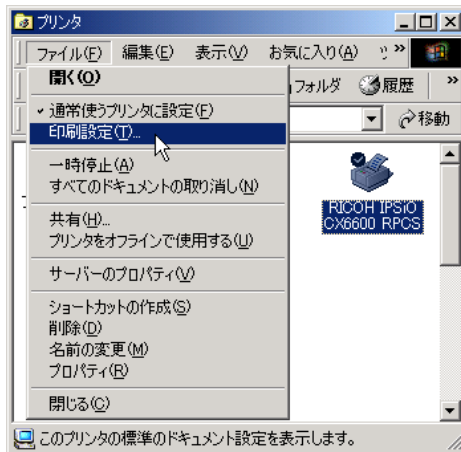 プリンタ
ファイル(F) 編集(E) 表示(V) お気に入り(A) »
開く(O)
フォルダ 履歴 »
通常使うプリンタに設定(F)
印刷設定(T)...
移動
一時停止(A)
すべてのドキュメントの取り消し(N)
RICOH IPSiO
CX6600 RPCS
共有(H)...
プリンタをオフラインで使用する(U)
サーバーのプロパティ(V)
ショートカットの作成(S)
削除(D)
名前の変更(M)
プロパティ(R)
閉じる(C)
このプリンタの標準のドキュメント設定を表示します。